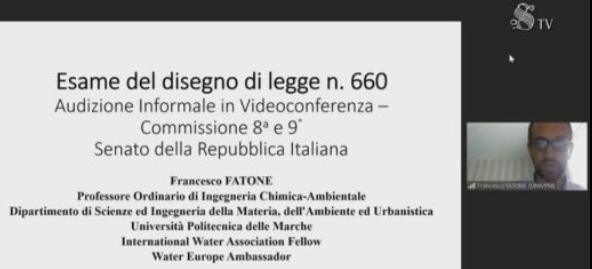 TV
Esame del disegno di legge n. 660
Audizione Informale in Videoconferenza –
Commissione 8ª e 9ª
Senato della Repubblica Italiana
Francesco FATONE
Professore Ordinario di Ingegneria Chimica-Ambientale
Dipartimento di Scienze ed Ingegneria della Materia, dell'Ambiente ed Urbanistica
Università Politecnica delle Marche
International Water Association Fellow
Water Europe Ambassador
Francesco FATONE (UNIVPM)